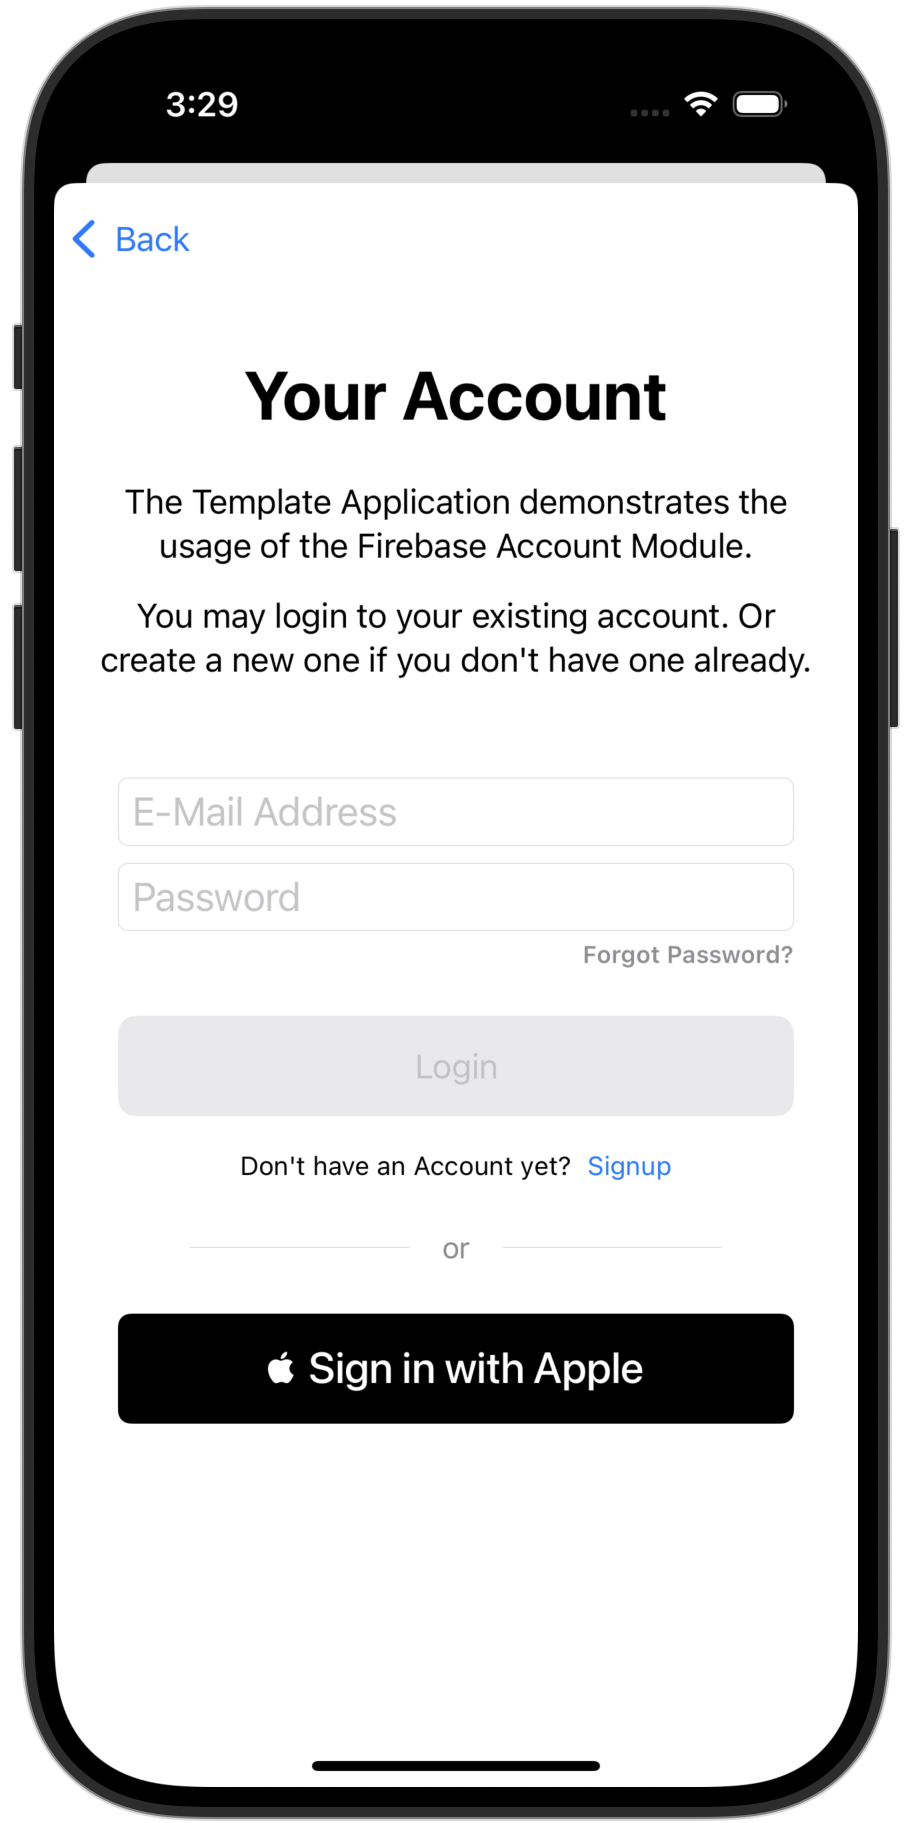 3:29
Back
Your Account
The Template Application demonstrates the
usage of the Firebase Account Module.
You may login to your existing account. Or
create a new one if you don't have one already.
E-Mail Address
Password
Forgot Password?
Login
Don't have an Account yet? Signup
or
Sign in with Apple